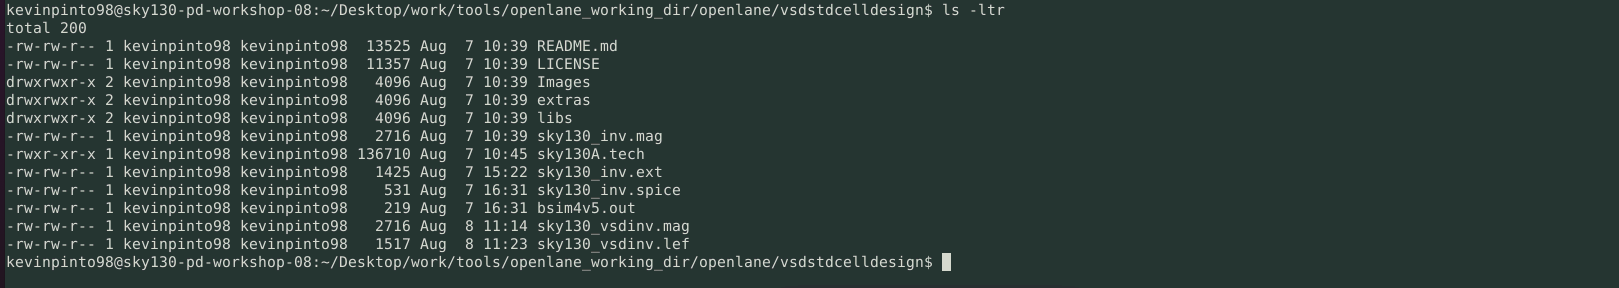 kevinpinto98@sky130-pd-workshop-08:~/Desktop/work/tools/openlane_working_dir/openlane/vsdstdcelldesign$ ls -ltr
total 200
-rw-rw-r-- 1 kevinpinto98 kevinpinto98  13525 Aug  7 10:39 README.md
-rw-rw-r-- 1 kevinpinto98 kevinpinto98  11357 Aug  7 10:39 LICENSE
drwxrwxr-x 2 kevinpinto98 kevinpinto98   4096 Aug  7 10:39 Images
drwxrwxr-x 2 kevinpinto98 kevinpinto98   4096 Aug  7 10:39 extras
drwxrwxr-x 2 kevinpinto98 kevinpinto98   4096 Aug  7 10:39 libs
-rw-rw-r-- 1 kevinpinto98 kevinpinto98   2716 Aug  7 10:39 sky130_inv.mag
-rwxr-xr-x 1 kevinpinto98 kevinpinto98 136710 Aug  7 10:45 sky130A.tech
-rw-rw-r-- 1 kevinpinto98 kevinpinto98   1425 Aug  7 15:22 sky130_inv.ext
-rw-rw-r-- 1 kevinpinto98 kevinpinto98    531 Aug  7 16:31 sky130_inv.spice
-rw-rw-r-- 1 kevinpinto98 kevinpinto98    219 Aug  7 16:31 bsim4v5.out
-rw-rw-r-- 1 kevinpinto98 kevinpinto98   2716 Aug  8 11:14 sky130_vsdinv.mag
-rw-rw-r-- 1 kevinpinto98 kevinpinto98   1517 Aug  8 11:23 sky130_vsdinv.lef
kevinpinto98@sky130-pd-workshop-08:~/Desktop/work/tools/openlane_working_dir/openlane/vsdstdcelldesign$